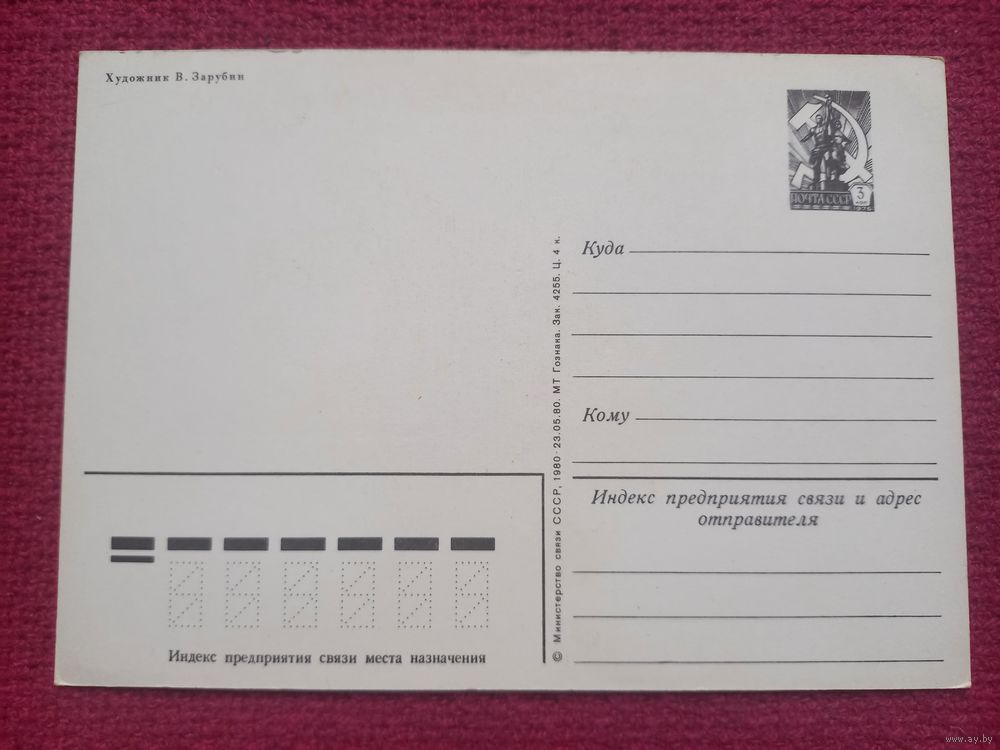 Художник В. Зарубин
ПОЧТА СССР
3
КОП
1976
Куда
Кому
Индекс предприятия связи и адрес
отправителя
© Министерство связи СССР, 1980 · 23.05.80. МТ Гознака. Зак. 4255. Ц. 4 к.
Индекс предприятия связи места назначения
www.ay.by